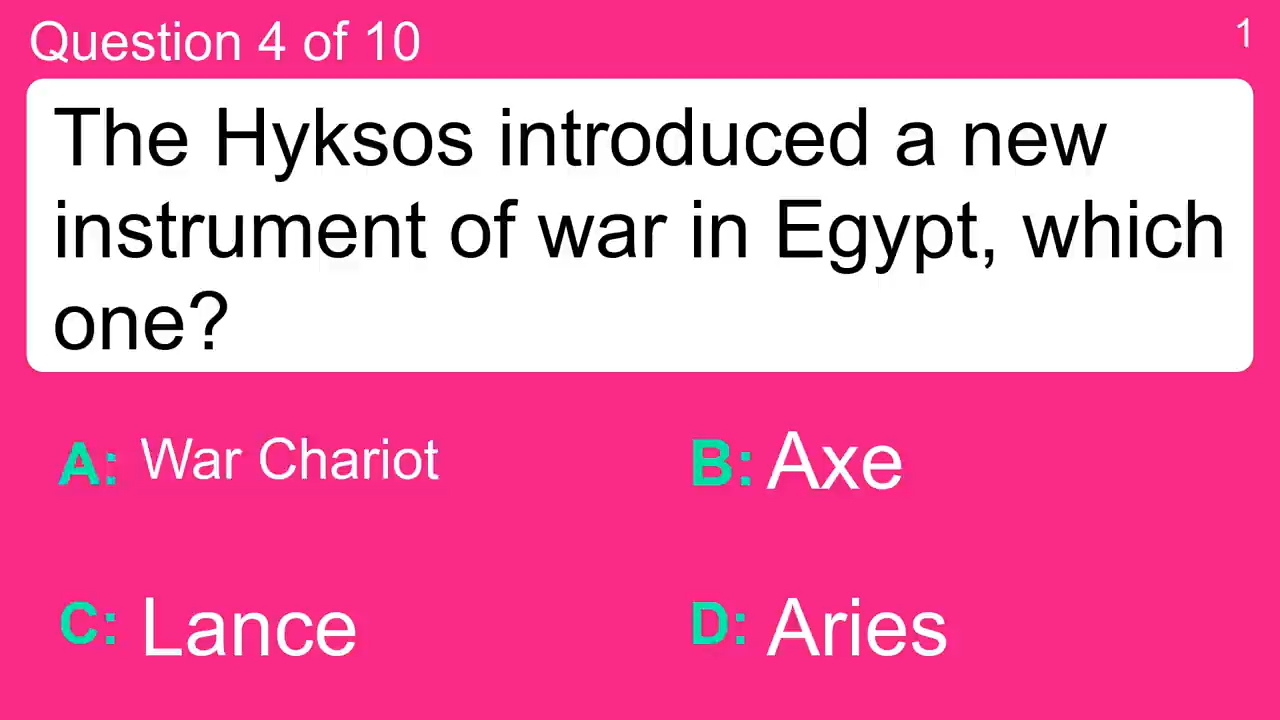 Question 4 of 10
1
The Hyksos introduced a new
instrument of war in Egypt, which
one?
A: War Chariot
B: Axe
C: Lance
D: Aries